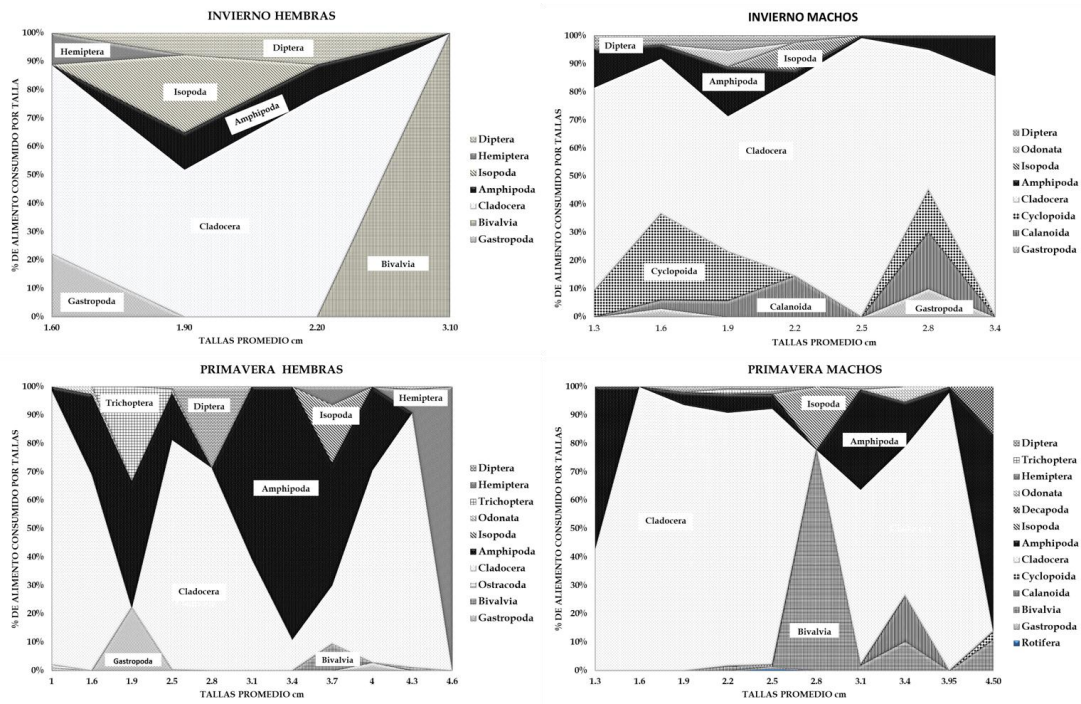 INVIERNO HEMBRAS
% DE ALIMENTO CONSUMIDO POR TALLA
100%
90%
80%
70%
60%
50%
40%
30%
20%
10%
0%
Hemiptera
Diptera
Isopoda
Amphipoda
Cladocera
Gastropoda
Bivalvia
1.60 1.90 2.20 3.10
TALLAS PROMEDIO cm
Diptera
Hemiptera
Isopoda
Amphipoda
Cladocera
Bivalvia
Gastropoda
INVIERNO MACHOS
% DE ALIMENTO CONSUMIDO POR TALLAS
100%
90%
80%
70%
60%
50%
40%
30%
20%
10%
0%
Diptera
Isopoda
Amphipoda
Cladocera
Cyclopoida
Calanoida
Gastropoda
1.3 1.6 1.9 2.2 2.5 2.8 3.4
TALLAS PROMEDIO cm
Diptera
Odonata
Isopoda
Amphipoda
Cladocera
Cyclopoida
Calanoida
Gastropoda
PRIMAVERA HEMBRAS
% DE ALIMENTO CONSUMIDO POR TALLAS
100%
90%
80%
70%
60%
50%
40%
30%
20%
10%
0%
Trichoptera
Diptera
Isopoda
Hemiptera
Amphipoda
Cladocera
Gastropoda
Bivalvia
1 1.6 1.9 2.5 2.8 3.1 3.4 3.7 4 4.3 4.6
TALLAS PROMEDIO cm
Diptera
Hemiptera
Trichoptera
Odonata
Isopoda
Amphipoda
Cladocera
Ostracoda
Bivalvia
Gastropoda
PRIMAVERA MACHOS
% DE ALIEMENTO CONSUMIDO POR TALLAS
100%
90%
80%
70%
60%
50%
40%
30%
20%
10%
0%
Isopoda
Amphipoda
Cladocera
Bivalvia
1.3 1.6 1.9 2.2 2.5 2.8 3.1 3.4 3.95 4.50
TALLAS PROMEDIO cm
Diptera
Trichoptera
Hemiptera
Odonata
Decapoda
Isopoda
Amphipoda
Cladocera
Cyclopoida
Calanoida
Bivalvia
Gastropoda
Rotifera